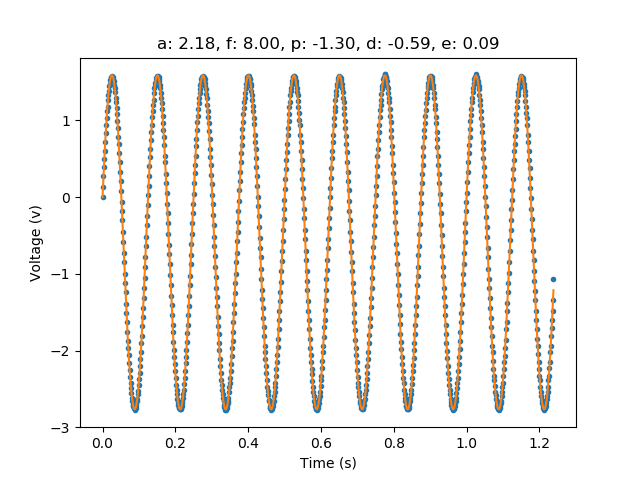 a: 2.18, f: 8.00, p: -1.30, d: -0.59, e: 0.09
1
0
−1
−2
−3
Voltage (v)
0.0 0.2 0.4 0.6 0.8 1.0 1.2
Time (s)